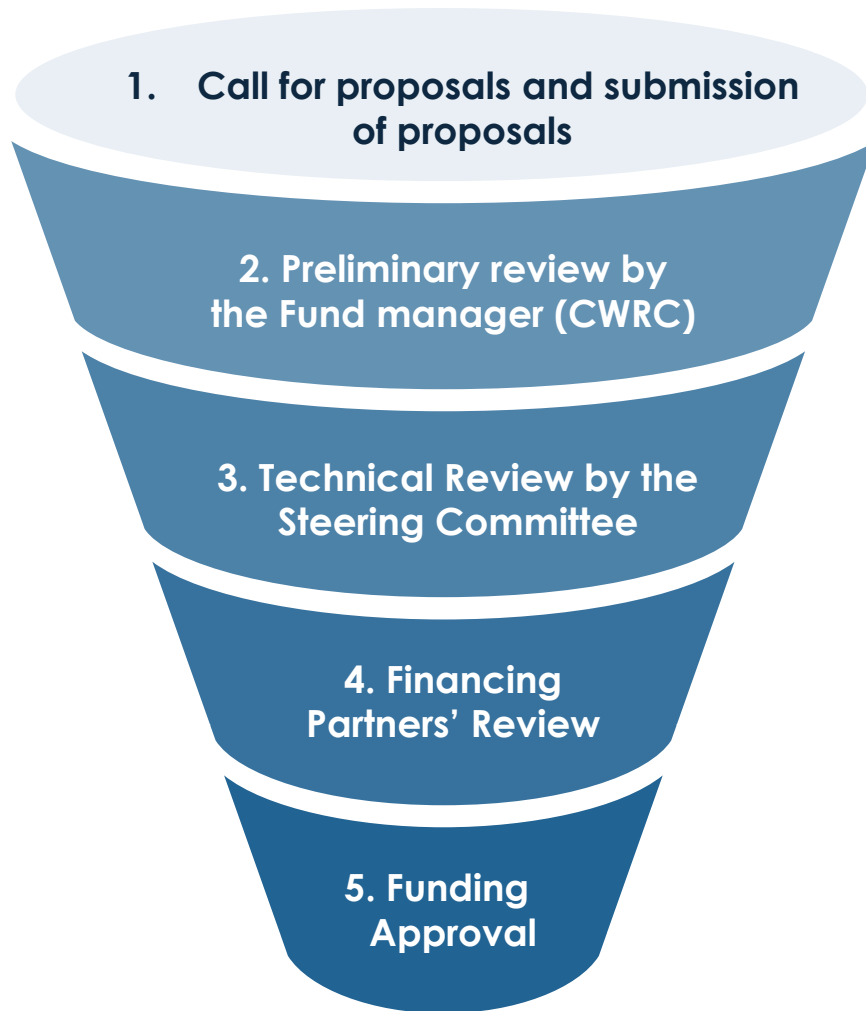 1. Call for proposals and submission
of proposals
2. Preliminary review by
the Fund manager (CWRC)
3. Technical Review by the
Steering Committee
4. Financing
Partners’ Review
5. Funding
Approval